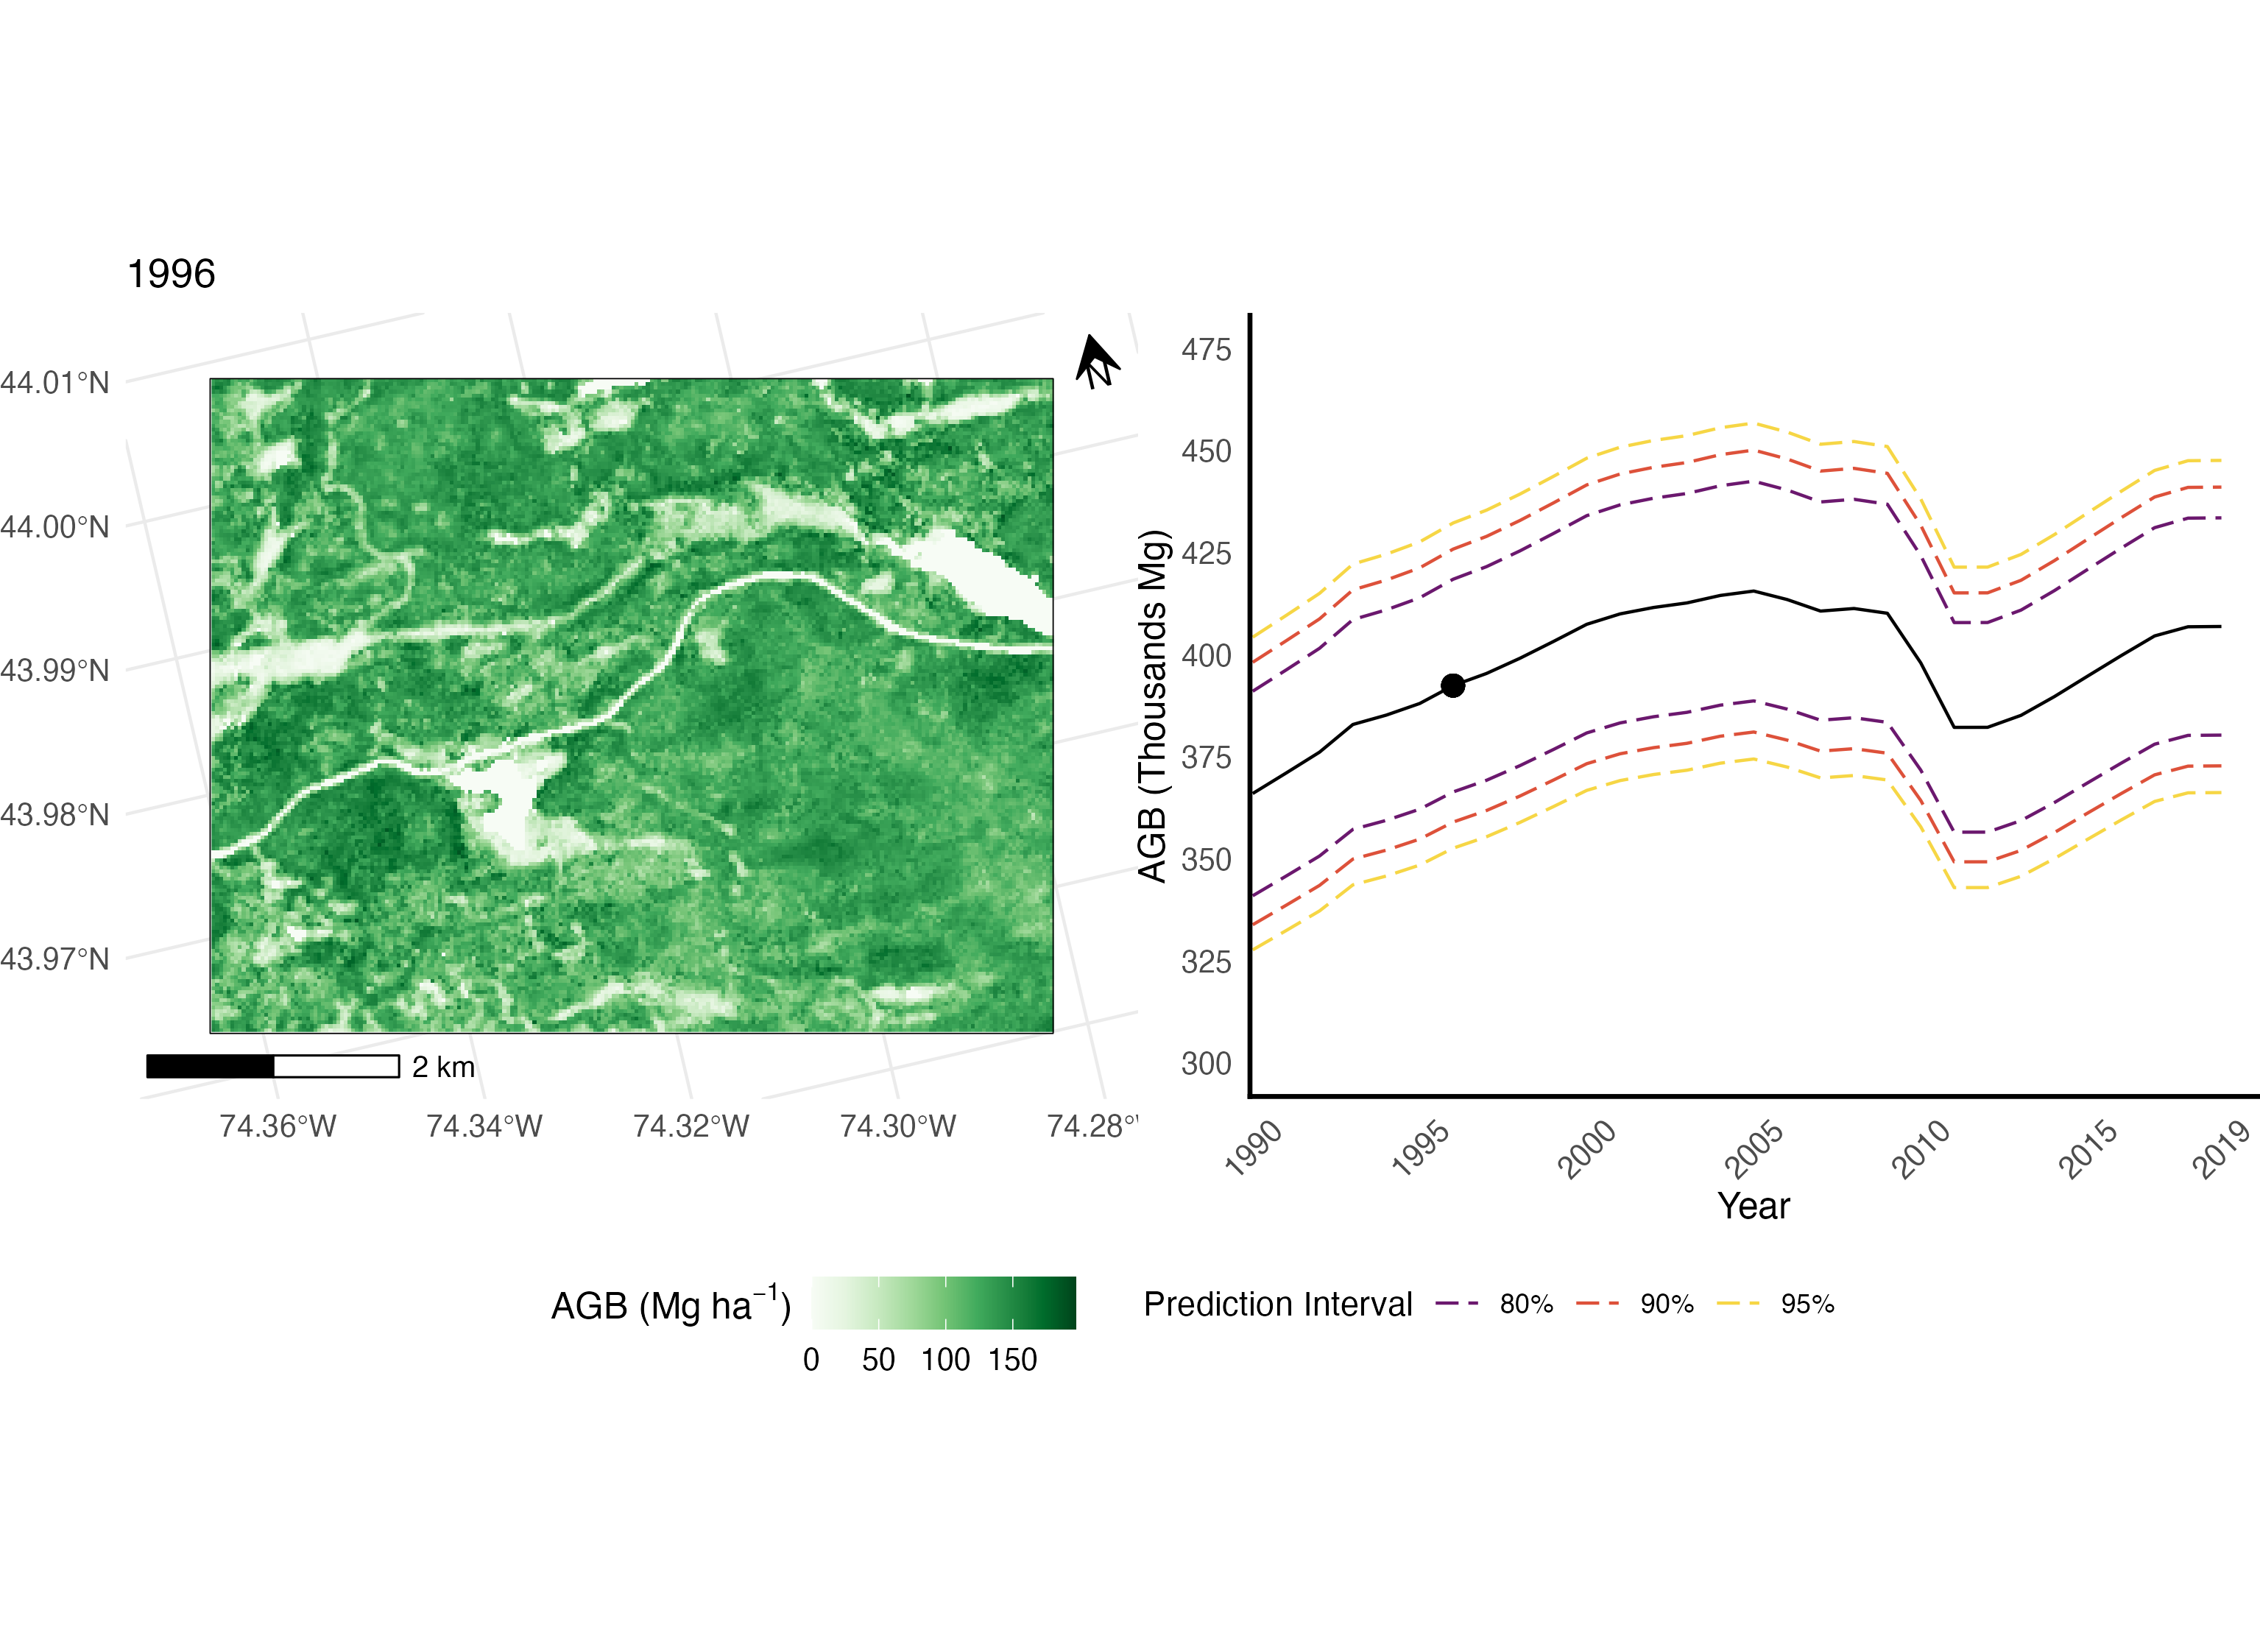 1996
44.01°N
44.00°N
43.99°N
43.98°N
43.97°N
N
2 km
74.36°W
74.34°W
74.32°W
74.30°W
74.28°
AGB (Thousands Mg)
475
450
425
400
375
350
325
300
1990
1995
2000
2005
2010
2015
2019
Year
AGB (Mg ha⁻¹)
0 50 100 150
Prediction Interval 80% 90% 95%